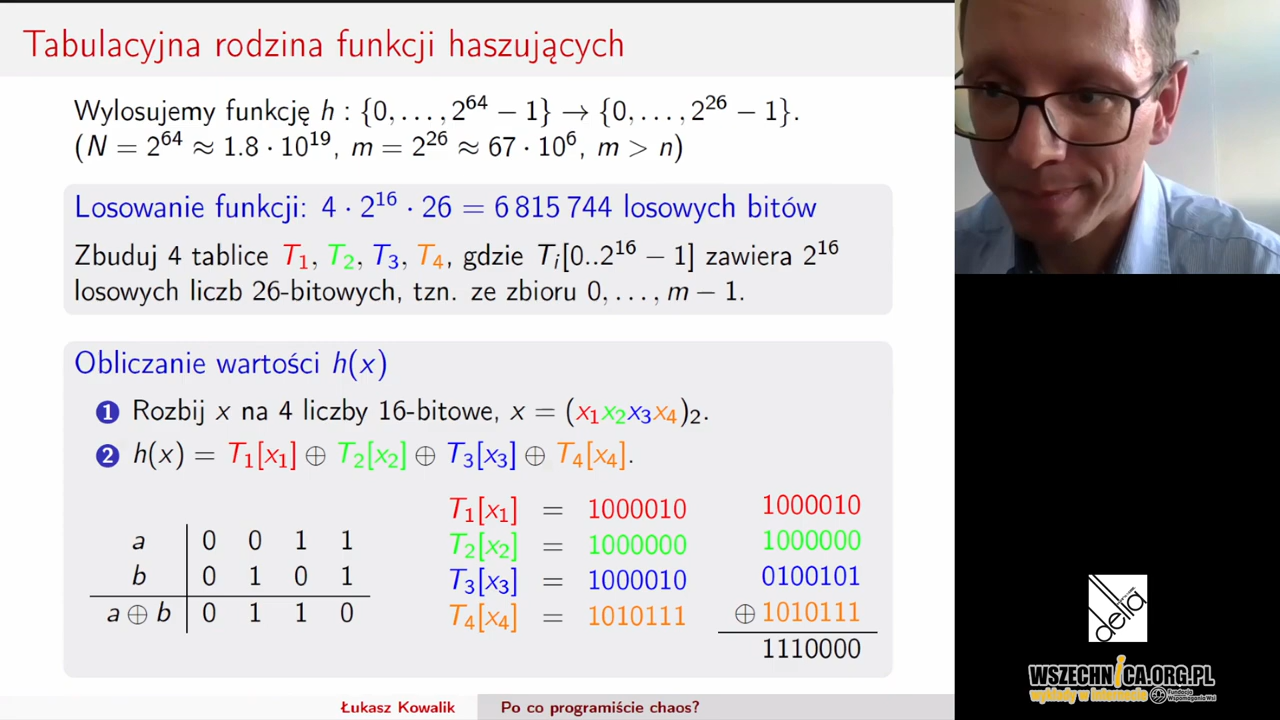 Tabulacyjna rodzina funkcji haszujących
Wylosujemy funkcję h : {0, . . . , 2^64 − 1} → {0, . . . , 2^26 − 1}.
(N = 2^64 ≈ 1.8 · 10^19, m = 2^26 ≈ 67 · 10^6, m > n)
Losowanie funkcji: 4 · 2^16 · 26 = 6 815 744 losowych bitów
Zbuduj 4 tablice T₁, T₂, T₃, T₄, gdzie Tᵢ[0..2^16 − 1] zawiera 2^16
losowych liczb 26-bitowych, tzn. ze zbioru 0, . . . , m − 1.
Obliczanie wartości h(x)
1 Rozbij x na 4 liczby 16-bitowe, x = (x₁x₂x₃x₄)₂.
2 h(x) = T₁[x₁] ⊕ T₂[x₂] ⊕ T₃[x₃] ⊕ T₄[x₄].
a 0 0 1 1
b 0 1 0 1
a ⊕ b 0 1 1 0
T₁[x₁] = 1000010
T₂[x₂] = 1000000
T₃[x₃] = 1000010
T₄[x₄] = 1010111
1000010
1000000
0100101
⊕ 1010111
1110000
delta
WSZECHNICA.ORG.PL
wykłady w internecie
Fundacja
Wspomagania Wsi
Łukasz Kowalik
Po co programiście chaos?